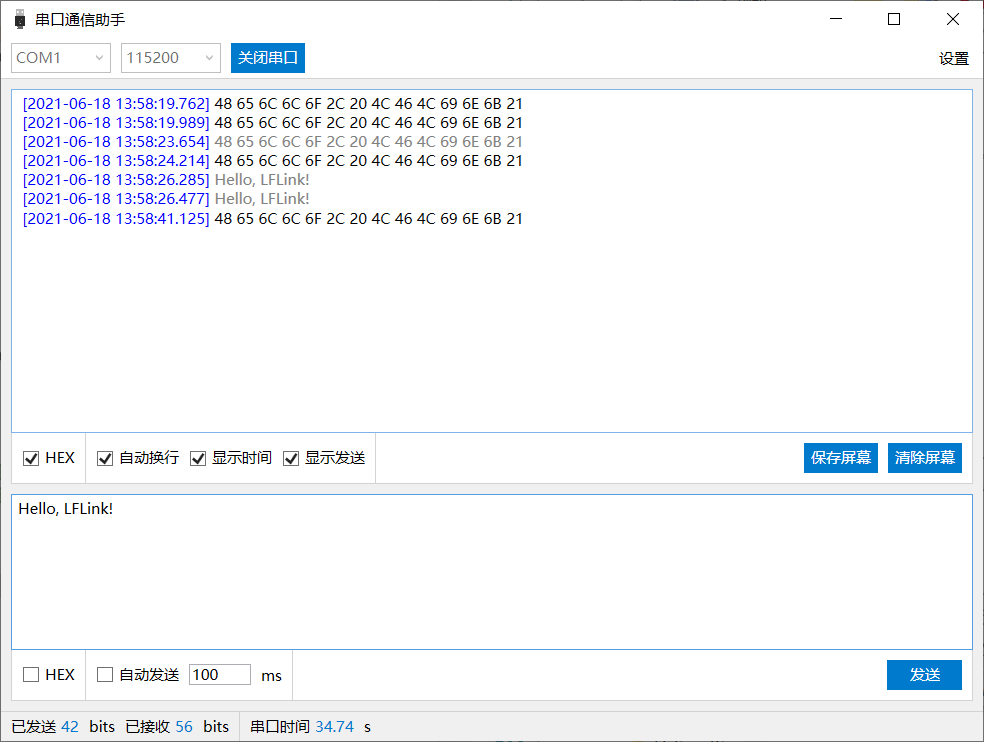 串口通信助手
COM1 115200 关闭串口 设置
[2021-06-18 13:58:19.762] 48 65 6C 6C 6F 2C 20 4C 46 4C 69 6E 6B 21
[2021-06-18 13:58:19.989] 48 65 6C 6C 6F 2C 20 4C 46 4C 69 6E 6B 21
[2021-06-18 13:58:23.654] 48 65 6C 6C 6F 2C 20 4C 46 4C 69 6E 6B 21
[2021-06-18 13:58:24.214] 48 65 6C 6C 6F 2C 20 4C 46 4C 69 6E 6B 21
[2021-06-18 13:58:26.285] Hello, LFLink!
[2021-06-18 13:58:26.477] Hello, LFLink!
[2021-06-18 13:58:41.125] 48 65 6C 6C 6F 2C 20 4C 46 4C 69 6E 6B 21
HEX 自动换行 显示时间 显示发送 保存屏幕 清除屏幕
Hello, LFLink!
HEX 自动发送 100 ms 发送
已发送 42 bits 已接收 56 bits 串口时间 34.74 s